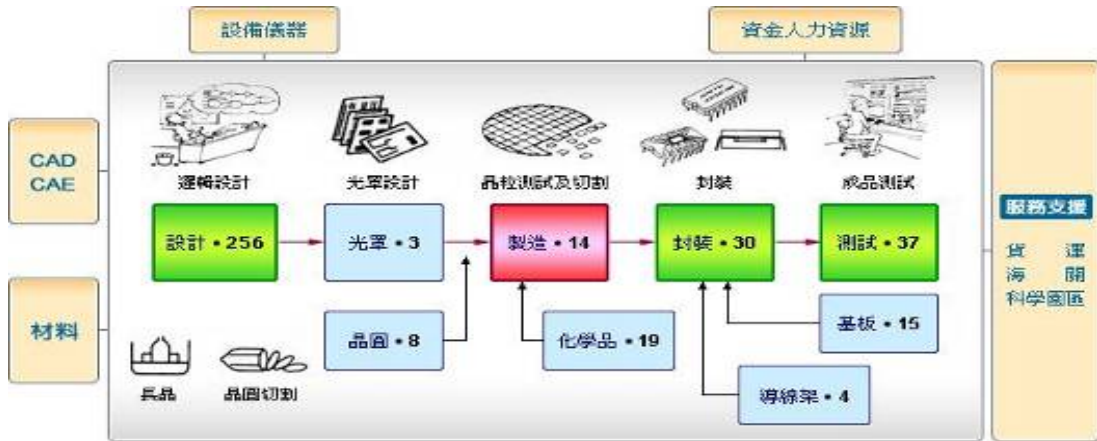 設備儀器
資金人力資源
CAD
CAE
材料
邏輯設計
光罩設計
晶粒測試及切割
封裝
成品測試
設計 • 256
光罩 • 3
製造 • 14
封裝 • 30
測試 • 37
晶圓 • 8
化學品 • 19
基板 • 15
導線架 • 4
長晶
晶圓切割
服務支援
貨運
海關
科學園區